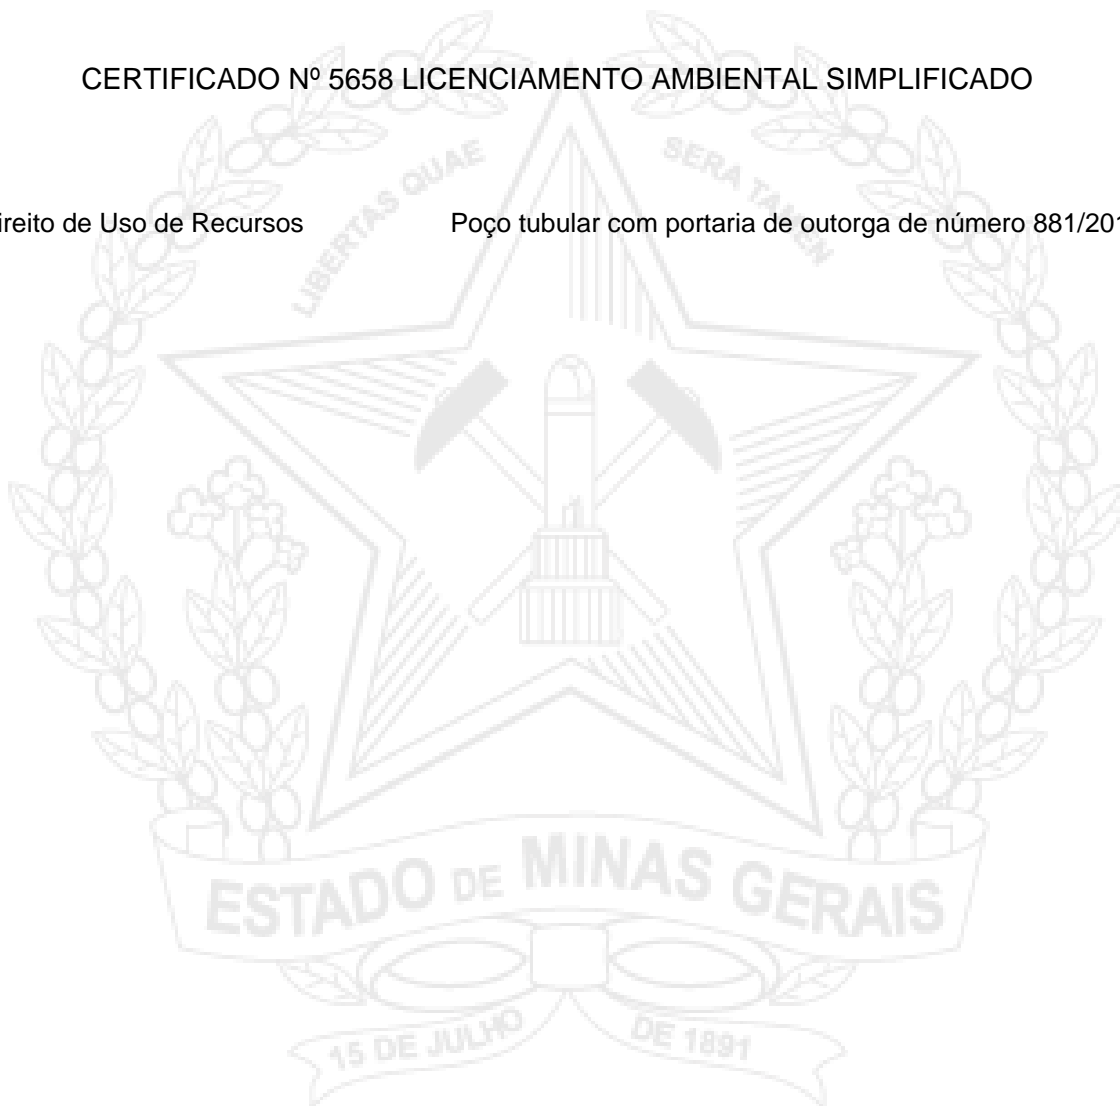 CERTIFICADO Nº 5658 LICENCIAMENTO AMBIENTAL SIMPLIFICADO
LIBERTAS QUAE SERA TAMEN
ireito de Uso de Recursos Poço tubular com portaria de outorga de número 881/201
ESTADO DE MINAS GERAIS
15 DE JULHO DE 1891